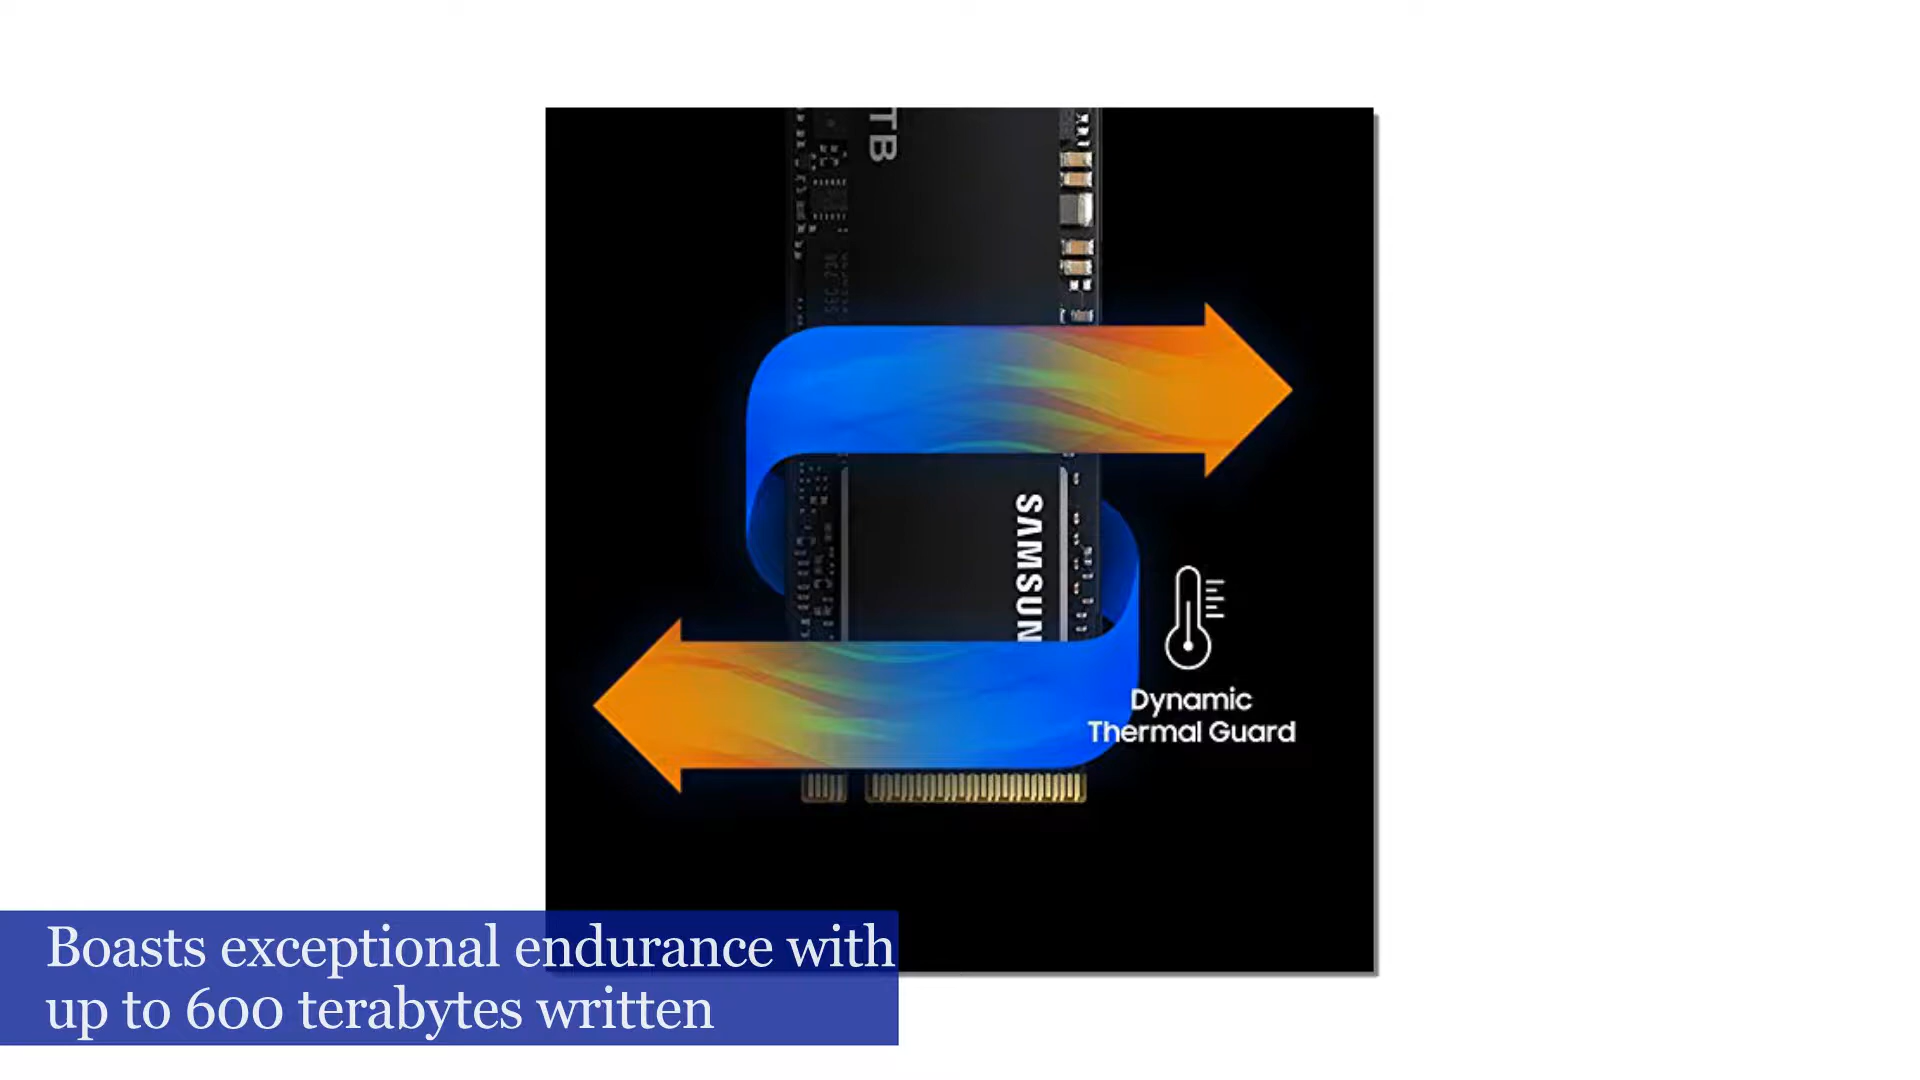 TB
SAMSUN
Dynamic
Thermal Guard
Boasts exceptional endurance with
up to 600 terabytes written